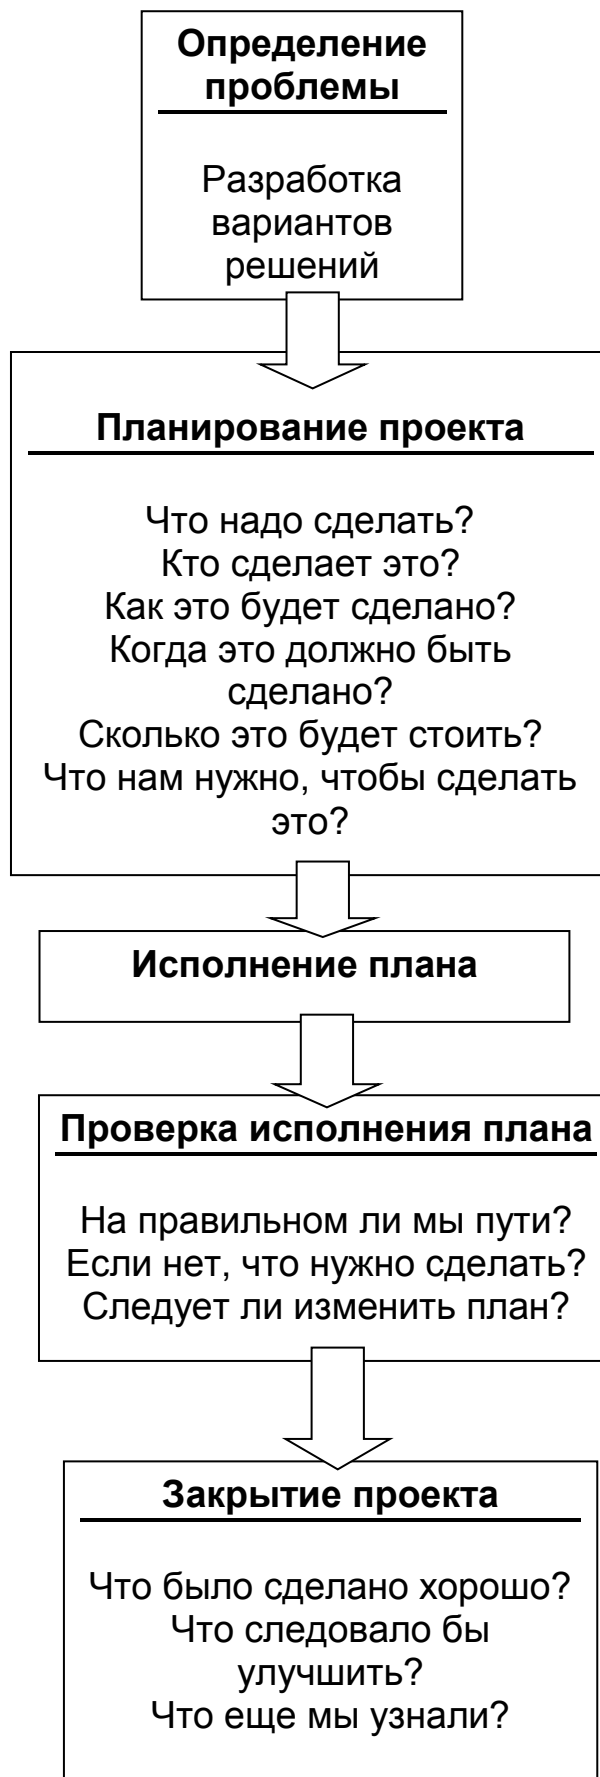 Определение
проблемы
Разработка
вариантов
решений
Планирование проекта
Что надо сделать?
Кто сделает это?
Как это будет сделано?
Когда это должно быть
сделано?
Сколько это будет стоить?
Что нам нужно, чтобы сделать
это?
Исполнение плана
Проверка исполнения плана
На правильном ли мы пути?
Если нет, что нужно сделать?
Следует ли изменить план?
Закрытие проекта
Что было сделано хорошо?
Что следовало бы
улучшить?
Что еще мы узнали?